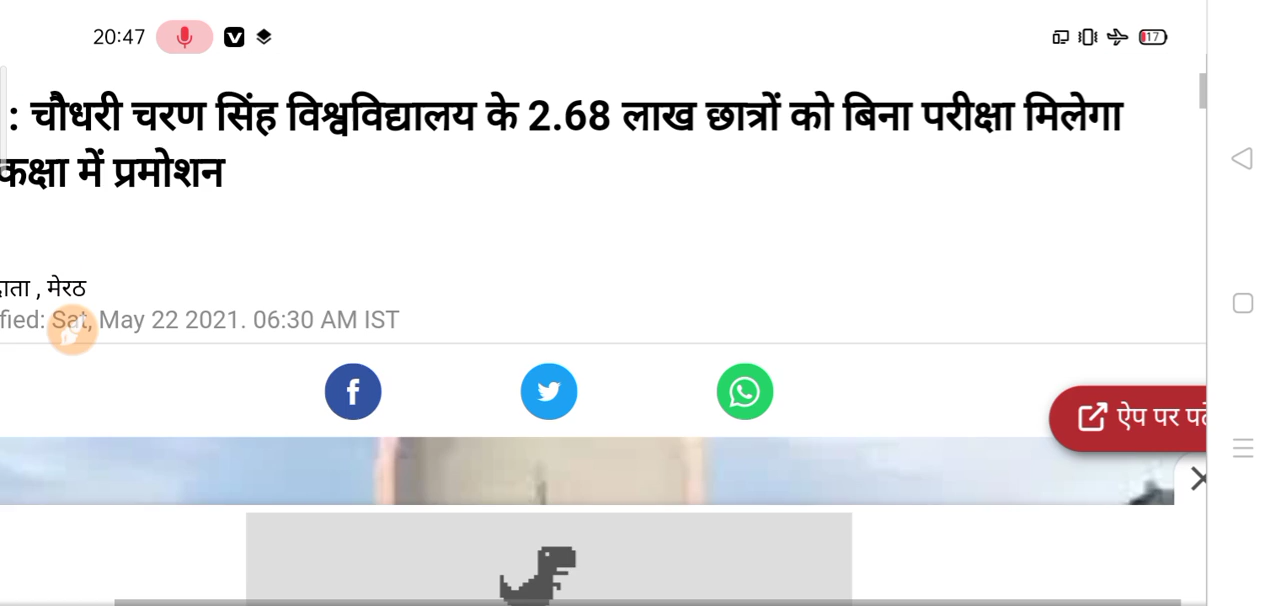 20:47
17
: चौधरी चरण सिंह विश्वविद्यालय के 2.68 लाख छात्रों को बिना परीक्षा मिलेगा
कक्षा में प्रमोशन
, मेरठ
Sat, May 22 2021. 06:30 AM IST
ऐप पर